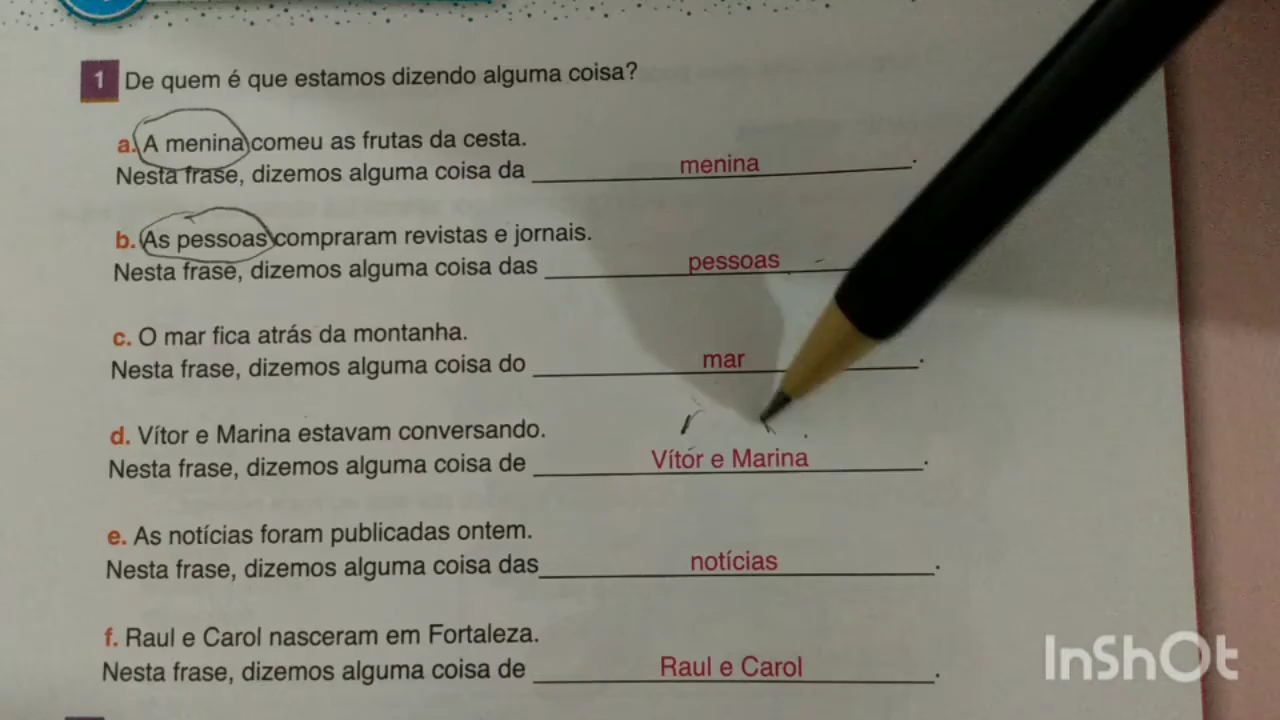 1 De quem é que estamos dizendo alguma coisa?
a. A menina comeu as frutas da cesta.
Nesta frase, dizemos alguma coisa da menina.
b. As pessoas compraram revistas e jornais.
Nesta frase, dizemos alguma coisa das pessoas
c. O mar fica atrás da montanha.
Nesta frase, dizemos alguma coisa do mar.
d. Vítor e Marina estavam conversando.
Nesta frase, dizemos alguma coisa de Vítor e Marina.
e. As notícias foram publicadas ontem.
Nesta frase, dizemos alguma coisa das notícias.
f. Raul e Carol nasceram em Fortaleza.
Nesta frase, dizemos alguma coisa de Raul e Carol.
InShOt